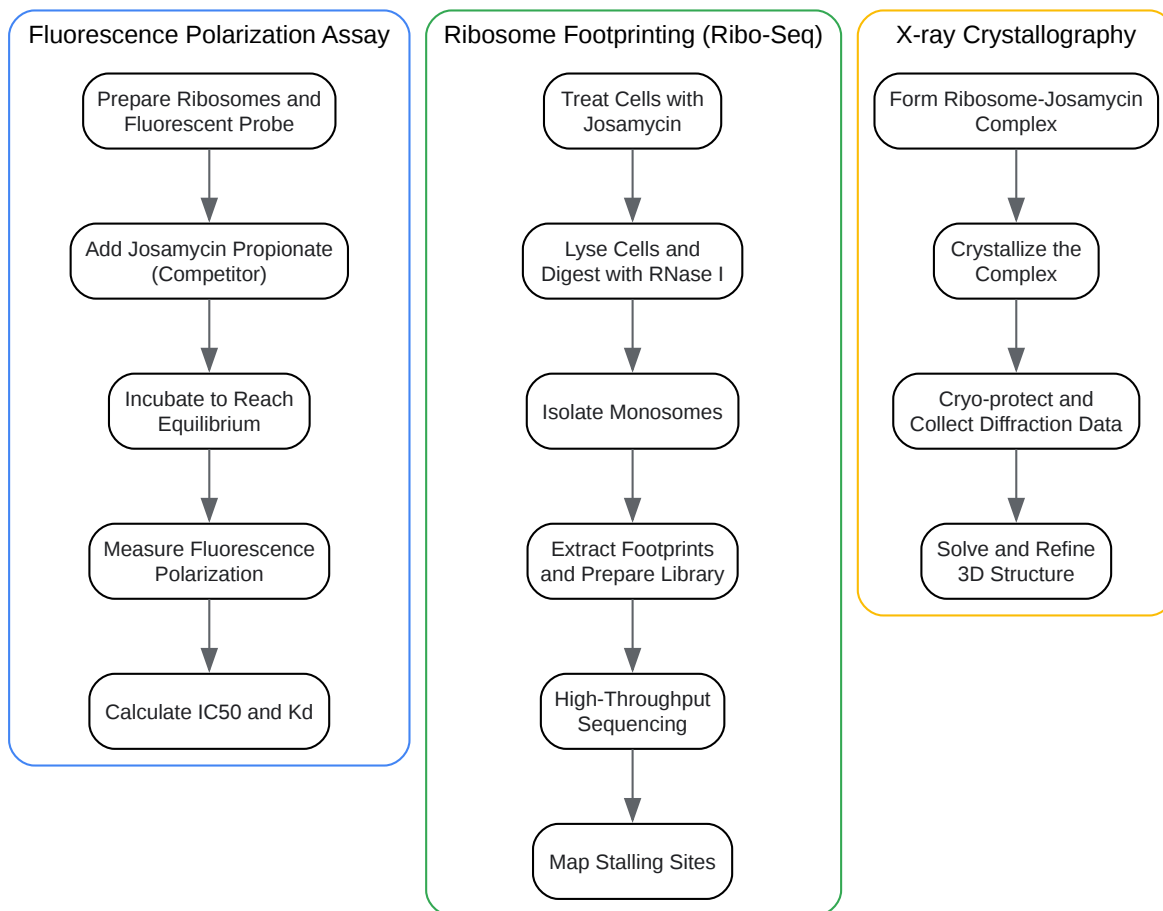 Fluorescence Polarization Assay
Prepare Ribosomes and
Fluorescent Probe
Add Josamycin Propionate
(Competitor)
Incubate to Reach
Equilibrium
Measure Fluorescence
Polarization
Calculate IC50 and Kd
Ribosome Footprinting (Ribo-Seq)
Treat Cells with
Josamycin
Lyse Cells and
Digest with RNase I
Isolate Monosomes
Extract Footprints
and Prepare Library
High-Throughput
Sequencing
Map Stalling Sites
X-ray Crystallography
Form Ribosome-Josamycin
Complex
Crystallize the
Complex
Cryo-protect and
Collect Diffraction Data
Solve and Refine
3D Structure